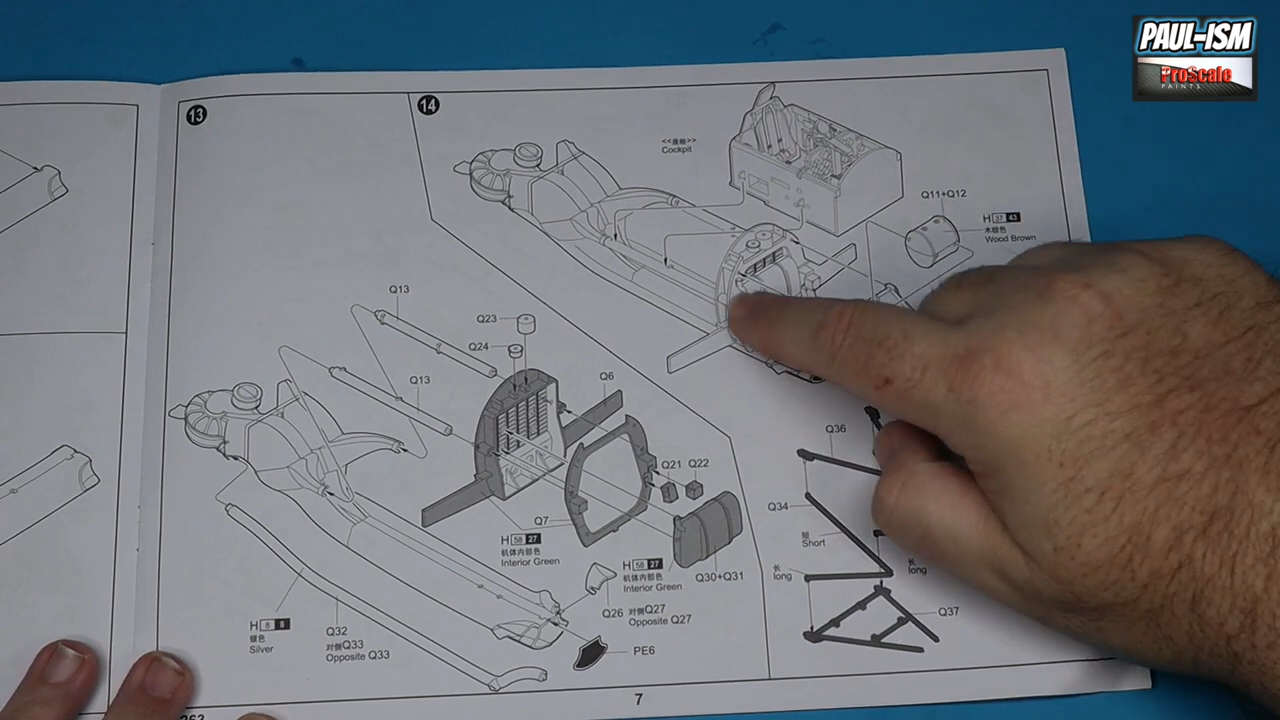 PAUL-ISM
ProScale
PAINTS
13
14
<<座舱>>
Cockpit
Q11+Q12
H 37 43
木棕色
Wood Brown
Q13
Q23
Q24
Q13
Q6
Q21
Q22
Q7
H 58 27
机体内部色
Interior Green
H 58 27
机体内部色
Interior Green
Q30+Q31
Q26
对侧Q27
Opposite Q27
PE6
H 8 8
银色
Silver
Q32
对侧Q33
Opposite Q33
Q36
Q34
短
Short
长
long
长
long
Q37
7
263